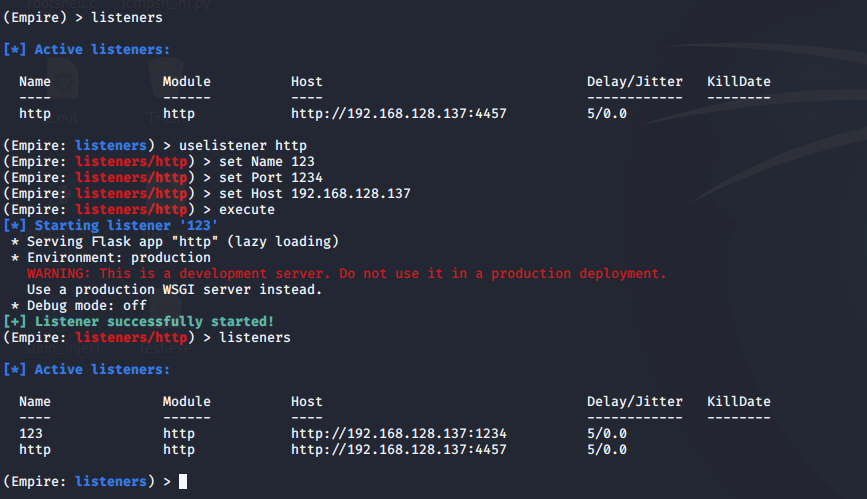 (Empire) > listeners
[*] Active listeners:
Name Module Host Delay/Jitter KillDate
---- ------ ---- ------------ --------
http http http://192.168.128.137:4457 5/0.0
(Empire: listeners) > uselistener http
(Empire: listeners/http) > set Name 123
(Empire: listeners/http) > set Port 1234
(Empire: listeners/http) > set Host 192.168.128.137
(Empire: listeners/http) > execute
[*] Starting listener '123'
* Serving Flask app "http" (lazy loading)
* Environment: production
WARNING: This is a development server. Do not use it in a production deployment.
Use a production WSGI server instead.
* Debug mode: off
[+] Listener successfully started!
(Empire: listeners/http) > listeners
[*] Active listeners:
Name Module Host Delay/Jitter KillDate
---- ------ ---- ------------ --------
123 http http://192.168.128.137:1234 5/0.0
http http http://192.168.128.137:4457 5/0.0
(Empire: listeners) >